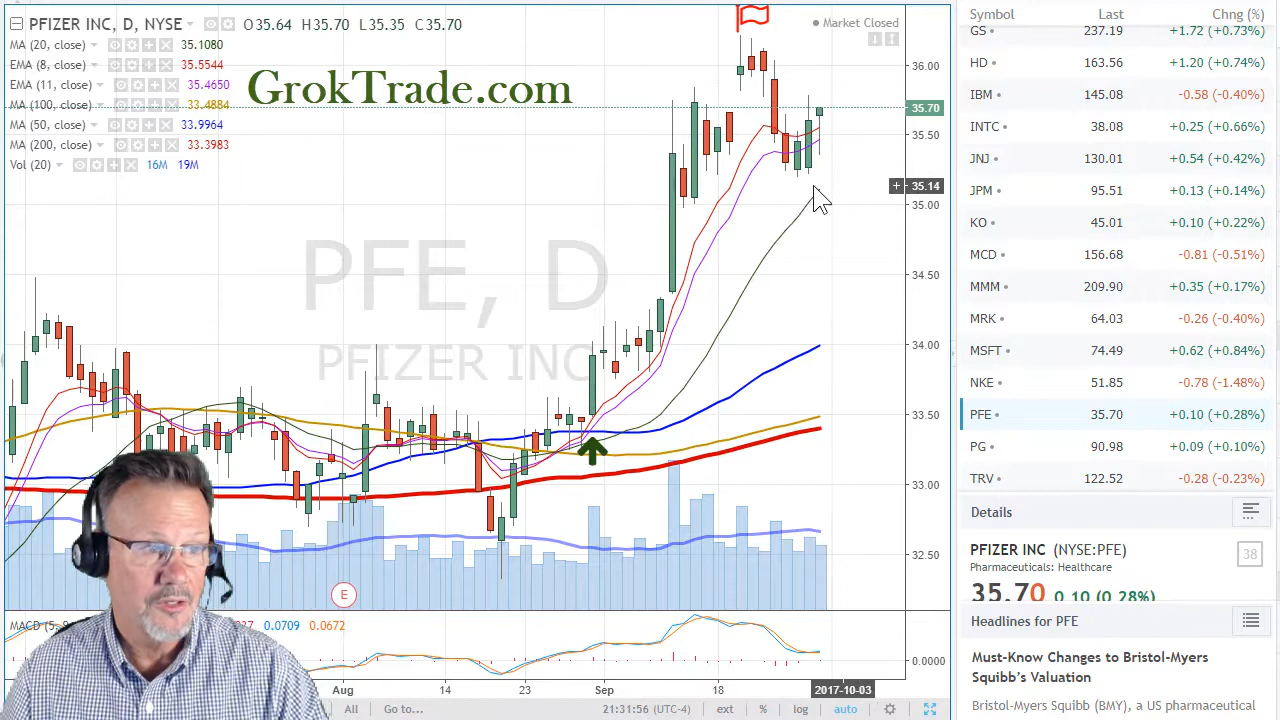 PFIZER INC, D, NYSE O35.64 H35.70 L35.35 C35.70
Market Closed
MA (20, close) 35.1080
EMA (8, close) 35.5544
EMA (11, close) 35.4650
MA (100, close) 33.4884
MA (50, close) 33.9964
MA (200, close) 33.3983
Vol (20) 16M 19M
GrokTrade.com
PFE, D
PFIZER INC
36.00
35.70
35.50
35.14
35.00
34.50
34.00
33.50
33.00
32.50
E
MACD (5, 0.0709 0.0672
0.0000
Aug 14 23 Sep 18 2017-10-03
All Go to... 21:31:56 (UTC-4) ext % log auto
Symbol Last Chng (%)
GS 237.19 +1.72 (+0.73%)
HD 163.56 +1.20 (+0.74%)
IBM 145.08 -0.58 (-0.40%)
INTC 38.08 +0.25 (+0.66%)
JNJ 130.01 +0.54 (+0.42%)
JPM 95.51 +0.13 (+0.14%)
KO 45.01 +0.10 (+0.22%)
MCD 156.68 -0.81 (-0.51%)
MMM 209.90 +0.35 (+0.17%)
MRK 64.03 -0.26 (-0.40%)
MSFT 74.49 +0.62 (+0.84%)
NKE 51.85 -0.78 (-1.48%)
PFE 35.70 +0.10 (+0.28%)
PG 90.98 +0.09 (+0.10%)
TRV 122.52 -0.28 (-0.23%)
Details
PFIZER INC (NYSE:PFE) 38
Pharmaceuticals: Healthcare
35.70 0.10 (0.28%)
Headlines for PFE
Must-Know Changes to Bristol-Myers
Squibb's Valuation
Bristol-Myers Squibb (BMY), a US pharmaceutical